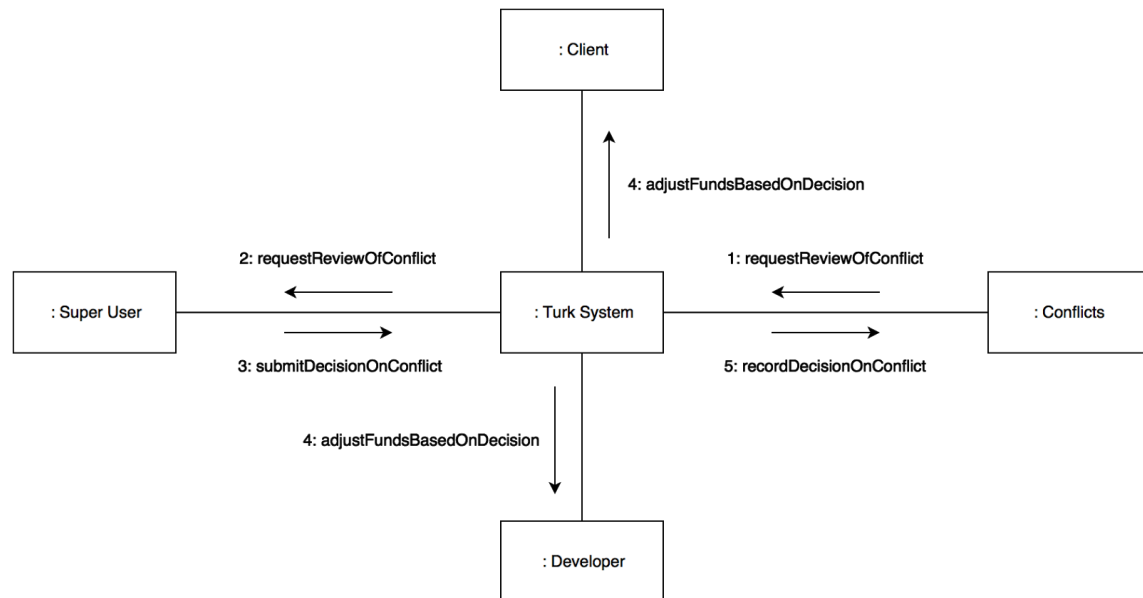 : Client
4: adjustFundsBasedOnDecision
2: requestReviewOfConflict
1: requestReviewOfConflict
: Super User
: Turk System
: Conflicts
3: submitDecisionOnConflict
5: recordDecisionOnConflict
4: adjustFundsBasedOnDecision
: Developer